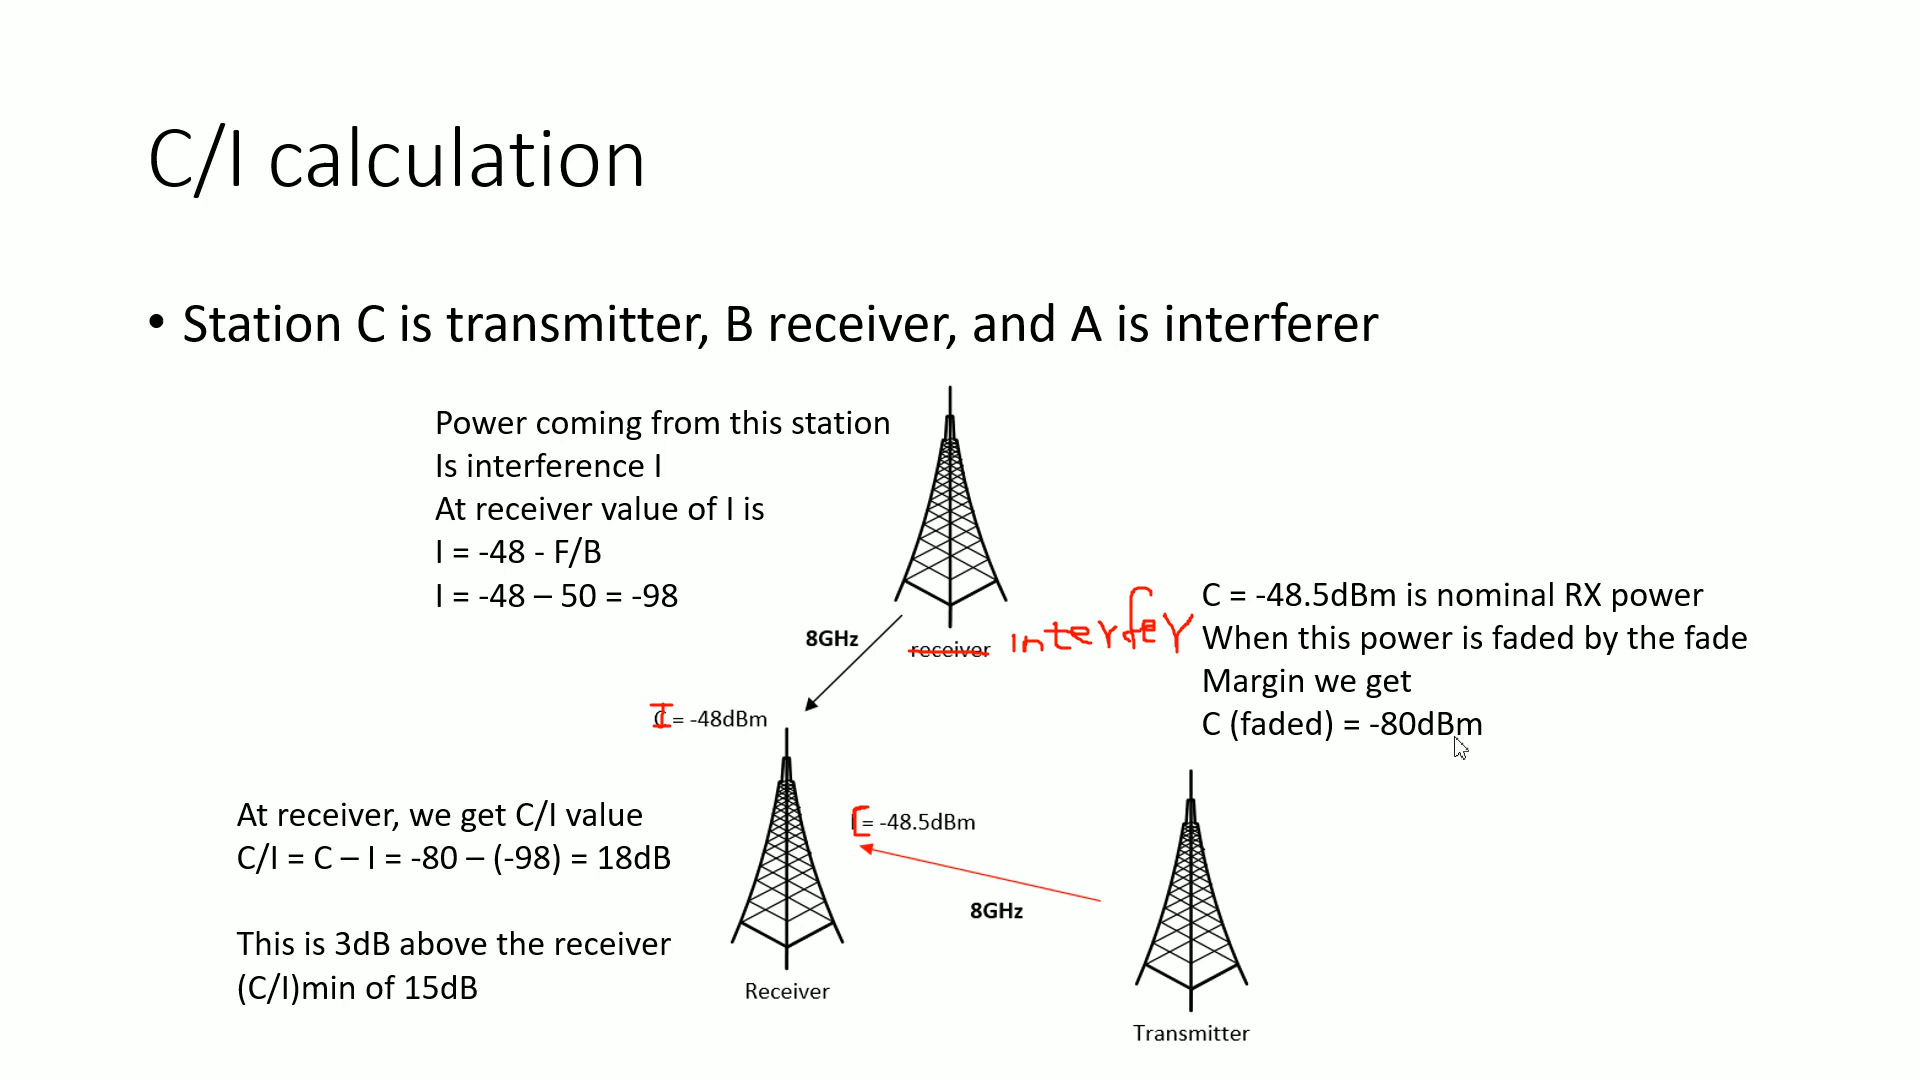 C/I calculation
• Station C is transmitter, B receiver, and A is interferer
Power coming from this station
Is interference I
At receiver value of I is
I = -48 - F/B
I = -48 – 50 = -98
C = -48.5dBm is nominal RX power
When this power is faded by the fade
Margin we get
C (faded) = -80dBm
8GHz
receiver interfer
I = -48dBm
C = -48.5dBm
8GHz
At receiver, we get C/I value
C/I = C – I = -80 – (-98) = 18dB
This is 3dB above the receiver
(C/I)min of 15dB
Receiver
Transmitter